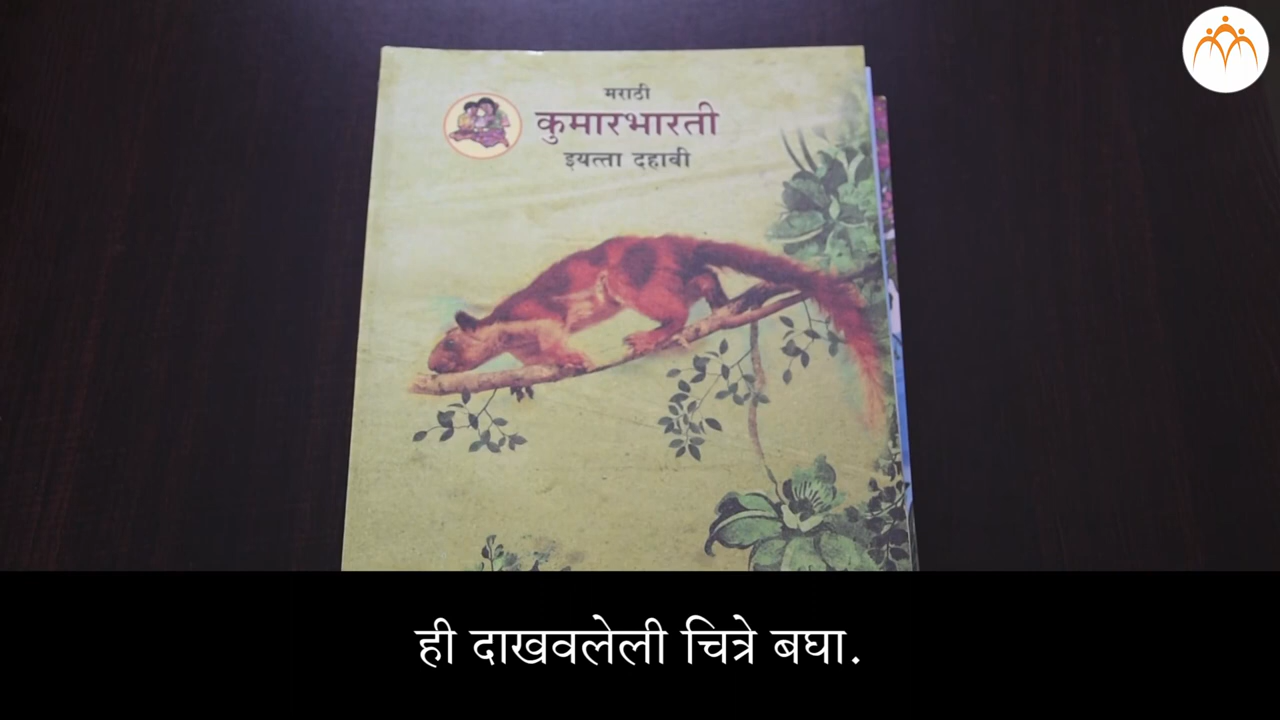 मराठी
कुमारभारती
इयत्ता दहावी
ही दाखवलेली चित्रे बघा.